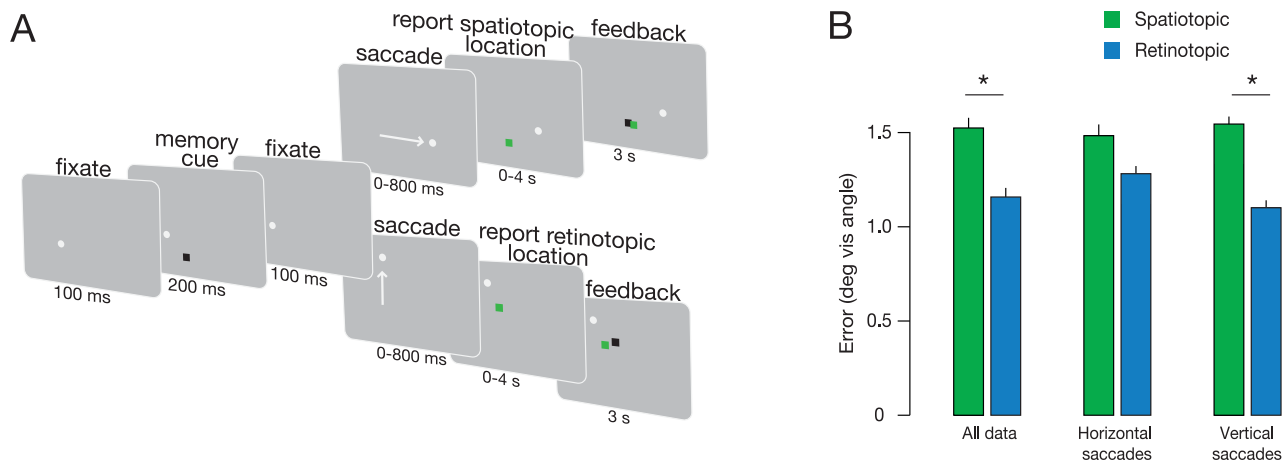 A
fixate
100 ms
memory
cue
200 ms
fixate
100 ms
saccade
0-800 ms
report spatiotopic
location
0-4 s
feedback
3 s
saccade
0-800 ms
report retinotopic
location
0-4 s
feedback
3 s
B
Spatiotopic
Retinotopic
*
*
Error (deg vis angle)
1.5
1.0
0.5
0
All data
Horizontal
saccades
Vertical
saccades